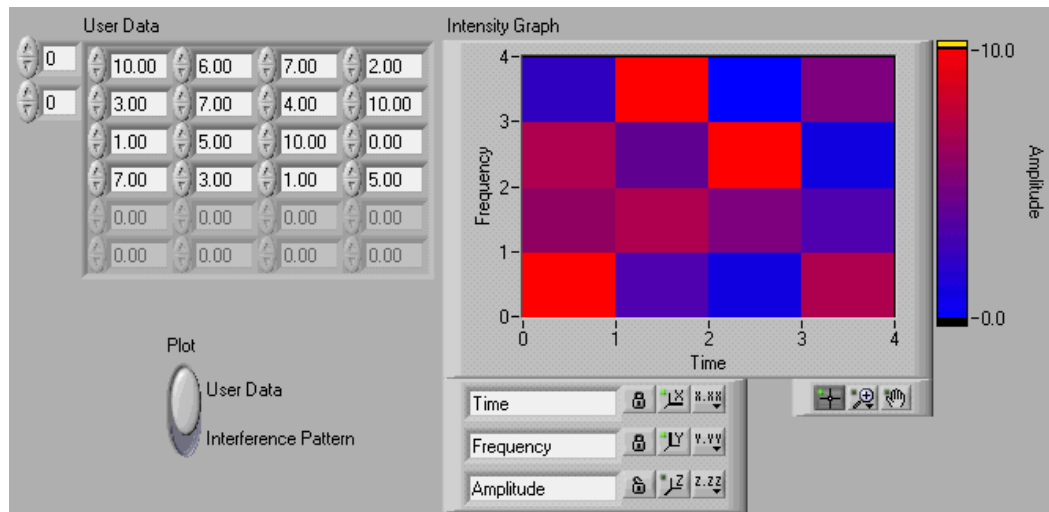 User Data
0
0
10.00 6.00 7.00 2.00
3.00 7.00 4.00 10.00
1.00 5.00 10.00 0.00
7.00 3.00 1.00 5.00
0.00 0.00 0.00 0.00
0.00 0.00 0.00 0.00
Plot
User Data
Interference Pattern
Intensity Graph
Frequency
4
3
2
1
0
0 1 2 3 4
Time
10.0
0.0
Amplitude
Time X X.XX
Frequency Y Y.YY
Amplitude Z Z.ZZ